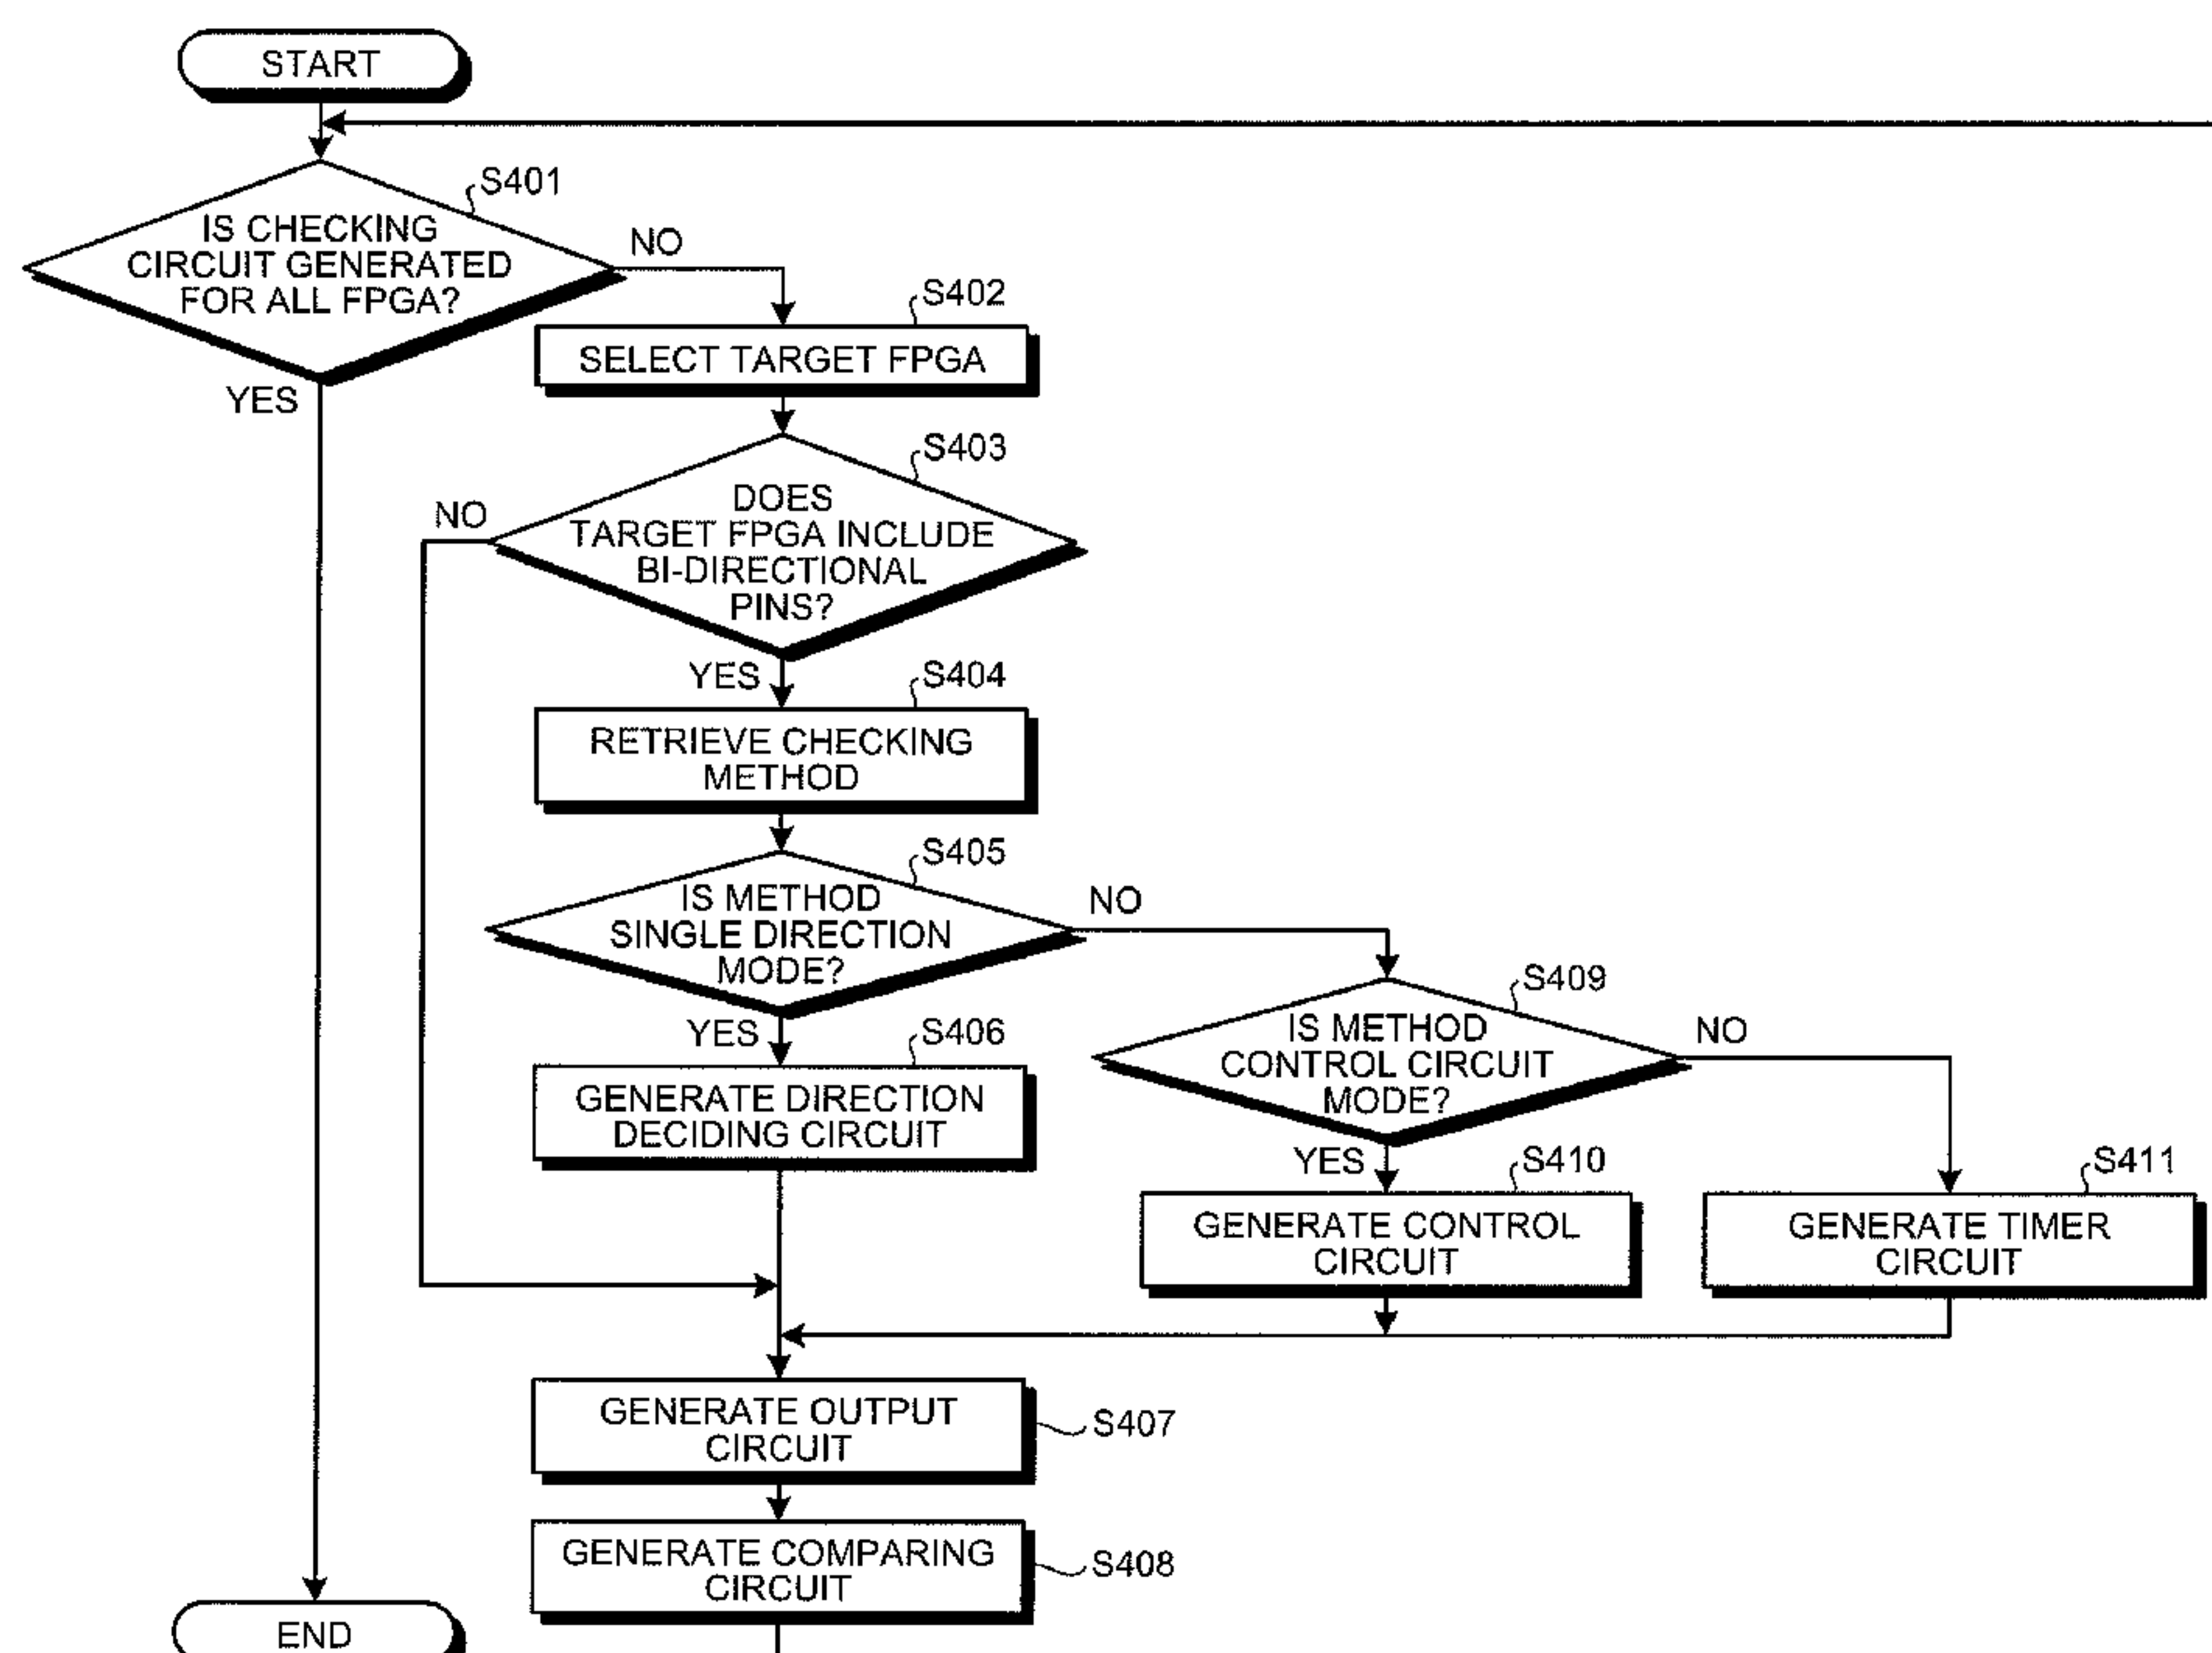 START
S401
IS CHECKING
CIRCUIT GENERATED
FOR ALL FPGA?
NO
YES
S402
SELECT TARGET FPGA
S403
DOES
TARGET FPGA INCLUDE
BI-DIRECTIONAL
PINS?
NO
YES
S404
RETRIEVE CHECKING
METHOD
S405
IS METHOD
SINGLE DIRECTION
MODE?
NO
YES
S406
GENERATE DIRECTION
DECIDING CIRCUIT
S409
IS METHOD
CONTROL CIRCUIT
MODE?
NO
YES
S410
GENERATE CONTROL
CIRCUIT
S411
GENERATE TIMER
CIRCUIT
GENERATE OUTPUT
CIRCUIT
S407
GENERATE COMPARING
CIRCUIT
S408
END